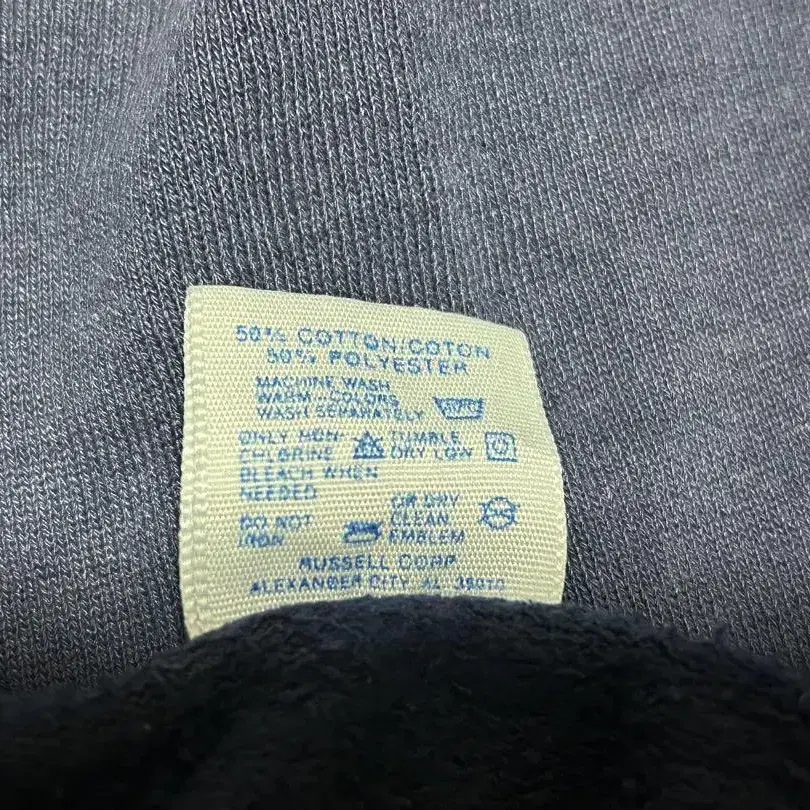 50% COTTON/COTON
50% POLYESTER
MACHINE WASH
WARM-COLORS
WASH SEPARATELY
ONLY NON-
CHLORINE
BLEACH WHEN
NEEDED
TUMBLE
DRY LOW
DO NOT
IRON
OR DRY
CLEAN
EMBLEM
RUSSELL CORP
ALEXANDER CITY, AL 35010